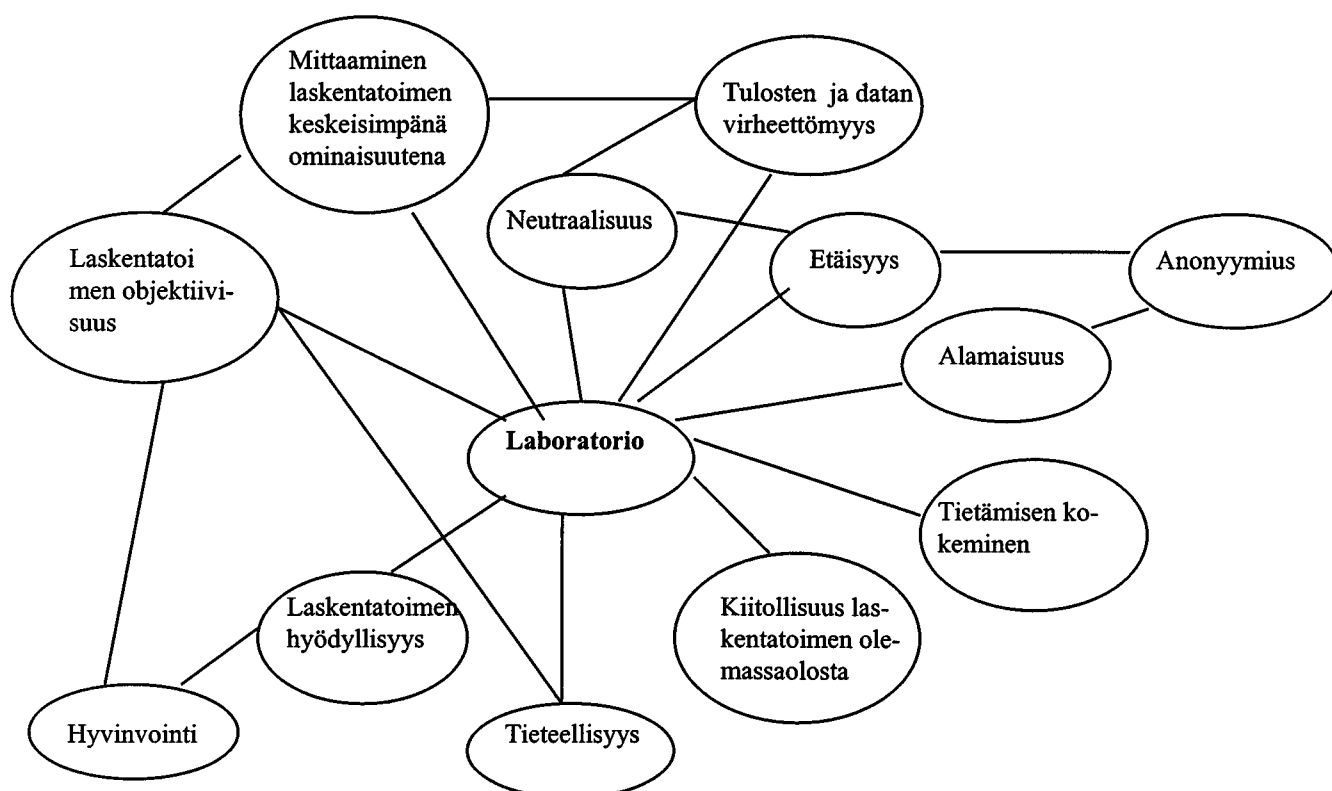 Mittaaminen
laskentatoimen
keskeisimpänä
ominaisuutena
Tulosten ja datan
virheettömyys
Neutraalisuus
Laskentatoi
men objektiivi-
suus
Etäisyys
Anonyymius
Alamaisuus
Laboratorio
Tietämisen ko-
keminen
Laskentatoimen
hyödyllisyys
Kiitollisuus las-
kentatoimen ole-
massaolosta
Hyvinvointi
Tieteellisyys